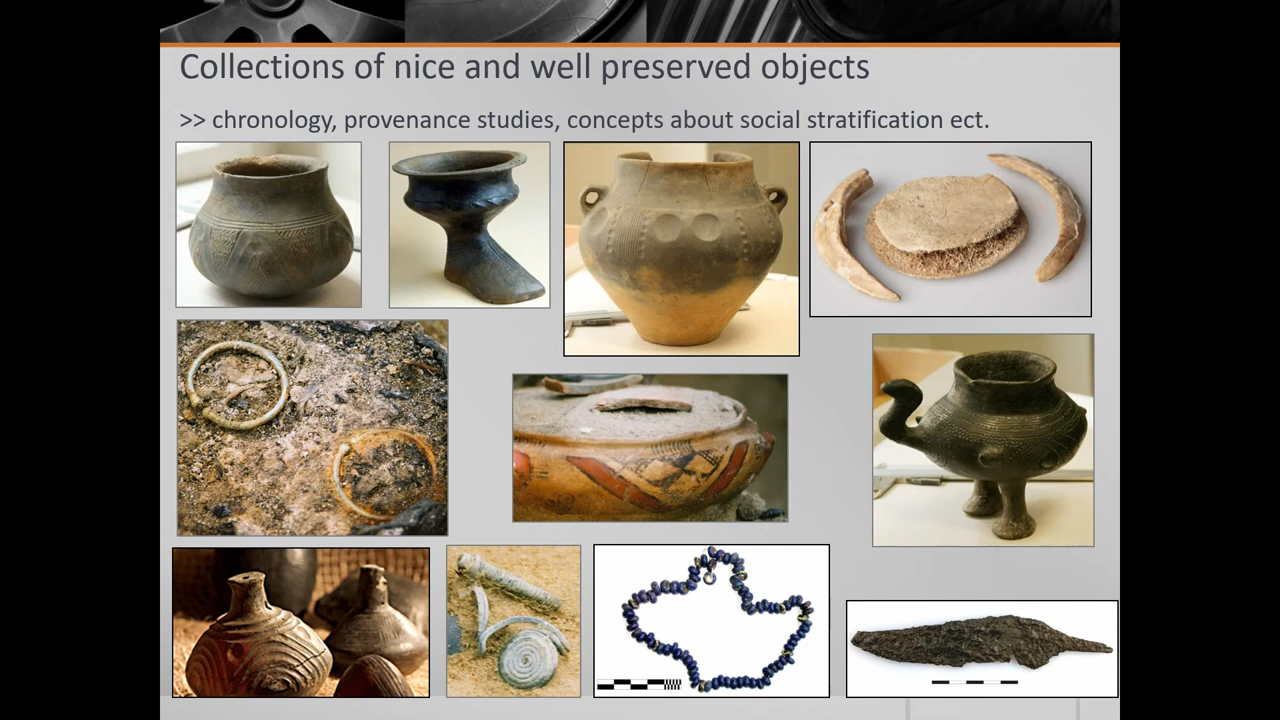 Collections of nice and well preserved objects
>> chronology, provenance studies, concepts about social stratification ect.